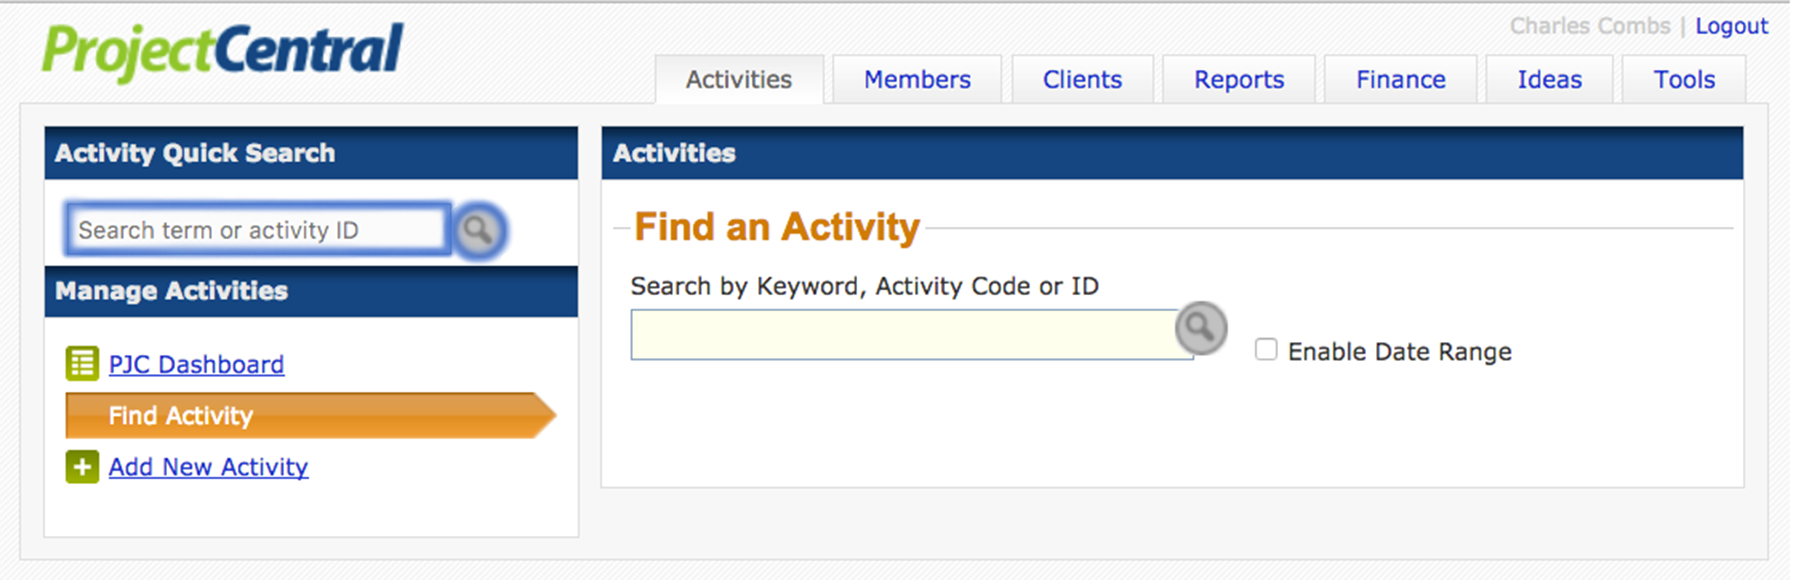 ProjectCentral
Charles Combs | Logout
Activities Members Clients Reports Finance Ideas Tools
Activity Quick Search
Search term or activity ID
Manage Activities
PJC Dashboard
Find Activity
Add New Activity
Activities
Find an Activity
Search by Keyword, Activity Code or ID
Enable Date Range